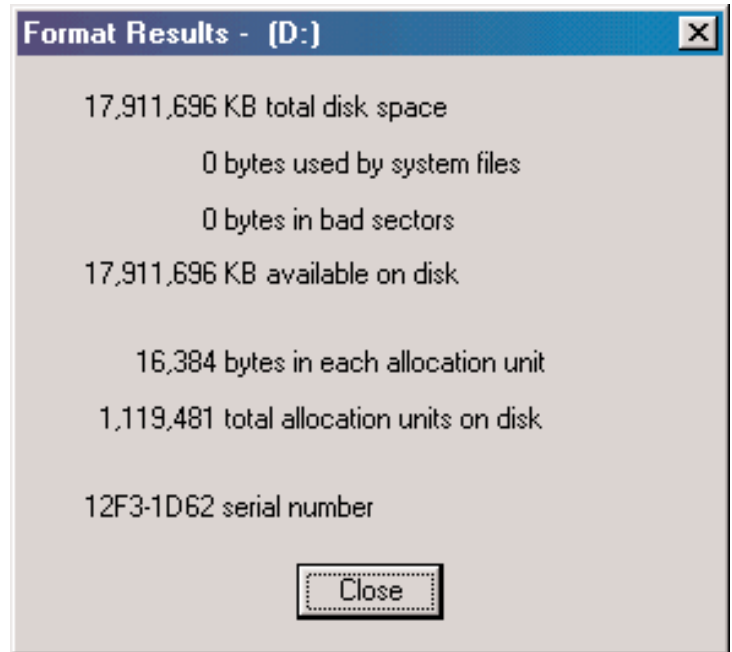 Format Results - (D:)
17,911,696 KB total disk space
0 bytes used by system files
0 bytes in bad sectors
17,911,696 KB available on disk
16,384 bytes in each allocation unit
1,119,481 total allocation units on disk
12F3-1D62 serial number
Close